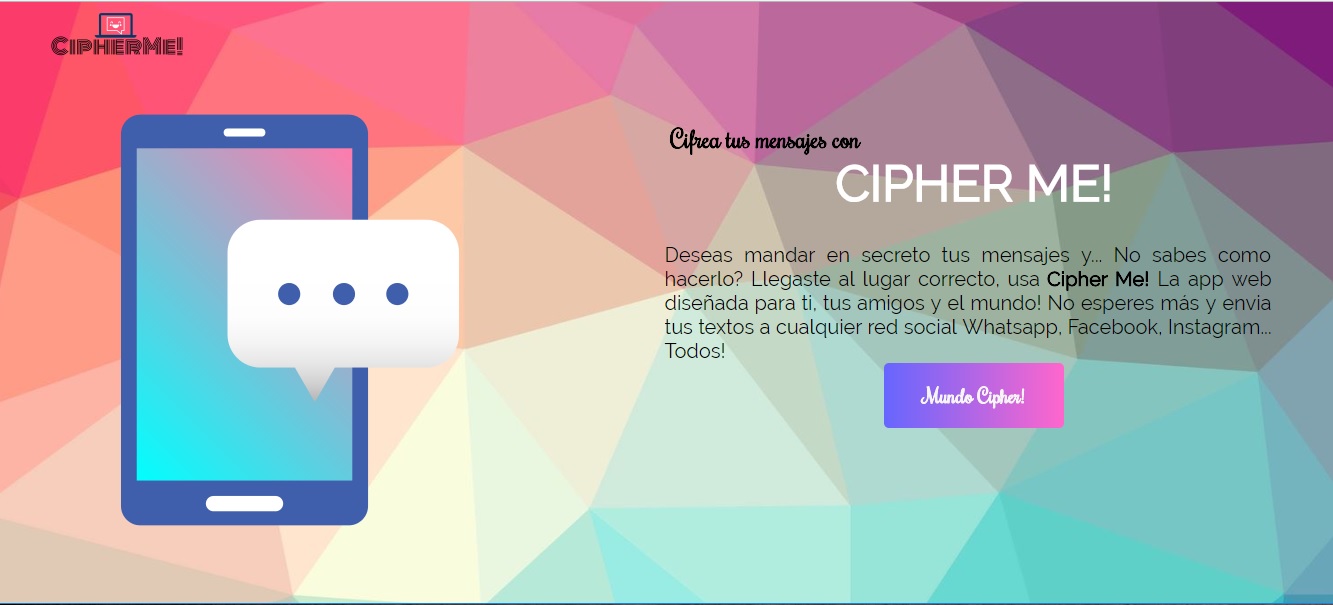 CIPHERME!
Cifrea tus mensajes con
CIPHER ME!
Deseas mandar en secreto tus mensajes y... No sabes como
hacerlo? Llegaste al lugar correcto, usa Cipher Me! La app web
diseñada para ti, tus amigos y el mundo! No esperes más y envia
tus textos a cualquier red social Whatsapp, Facebook, Instagram...
Todos!
Mundo Cipher!